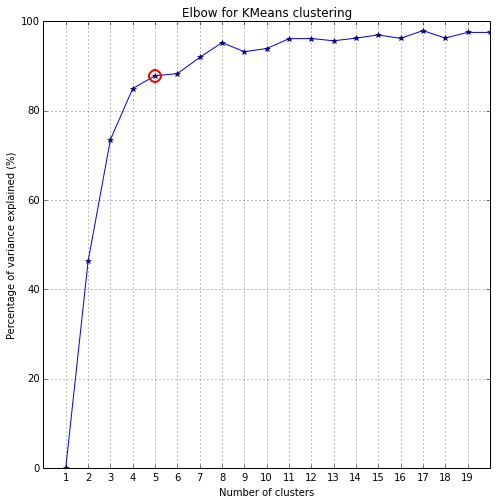 Elbow for KMeans clustering
100
80
60
40
20
0
Percentage of variance explained (%)
1 2 3 4 5 6 7 8 9 10 11 12 13 14 15 16 17 18 19
Number of clusters